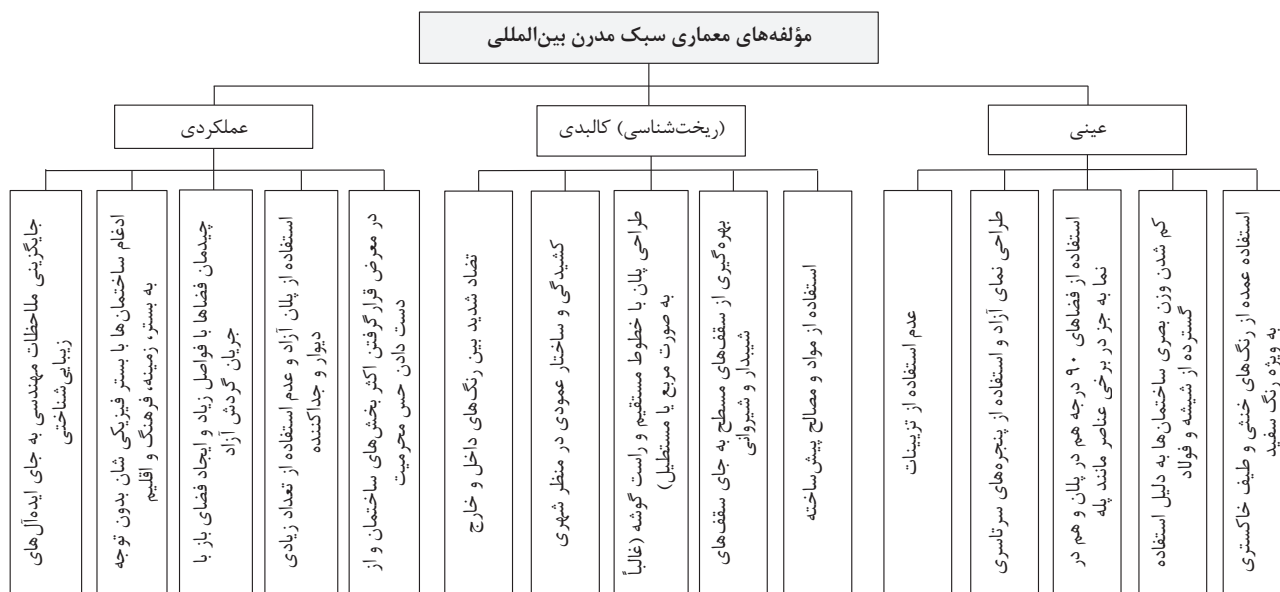 مؤلفه‌های معماری سبک مدرن بین‌المللی
عینی
(ریخت‌شناسی) کالبدی
عملکردی
استفاده عمده از رنگ‌های خنثی و طیف خاکستری
به ویژه رنگ سفید
کم شدن وزن بصری ساختمان‌ها به دلیل استفاده
گسترده از شیشه و فولاد
استفاده از فضاهای ۹۰ درجه هم در پلان و هم در
نما به جز در برخی عناصر مانند پله
طراحی نمای آزاد و استفاده از پنجره‌های سرتاسری
عدم استفاده از تزیینات
استفاده از مواد و مصالح پیش‌ساخته
بهره‌گیری از سقف‌های مسطح به جای سقف‌های
شیبدار و شیروانی
طراحی پلان با خطوط مستقیم و راست گوشه (غالباً
به صورت مربع یا مستطیل)
کشیدگی و ساختار عمودی در منظر شهری
تضاد شدید بین رنگ‌های داخل و خارج
در معرض قرار گرفتن اکثر بخش‌های ساختمان و از
دست دادن حس محرمیت
استفاده از پلان آزاد و عدم استفاده از تعداد زیادی
دیوار و جداکننده
چیدمان فضاها با فواصل زیاد و ایجاد فضای باز با
جریان گردش آزاد
ادغام ساختمان‌ها با بستر فیزیکی شان بدون توجه
به بستر، زمینه، فرهنگ و اقلیم
جایگزینی ملاحظات مهندسی به جای ایده‌آل‌های
زیبایی‌شناختی